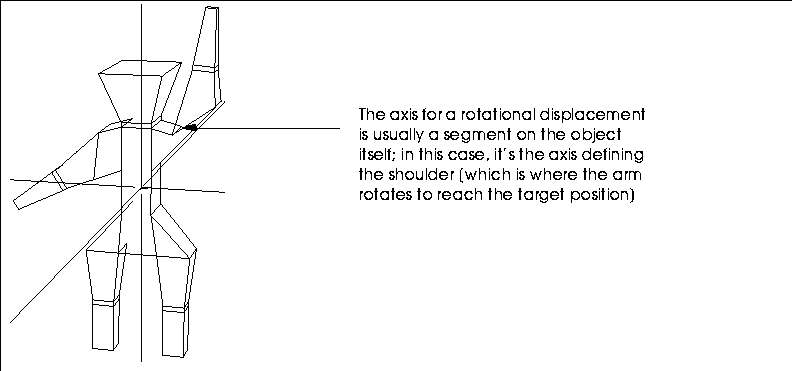 The axis for a rotational displacement
is usually a segment on the object
itself; in this case, it's the axis defining
the shoulder (which is where the arm
rotates to reach the target position)